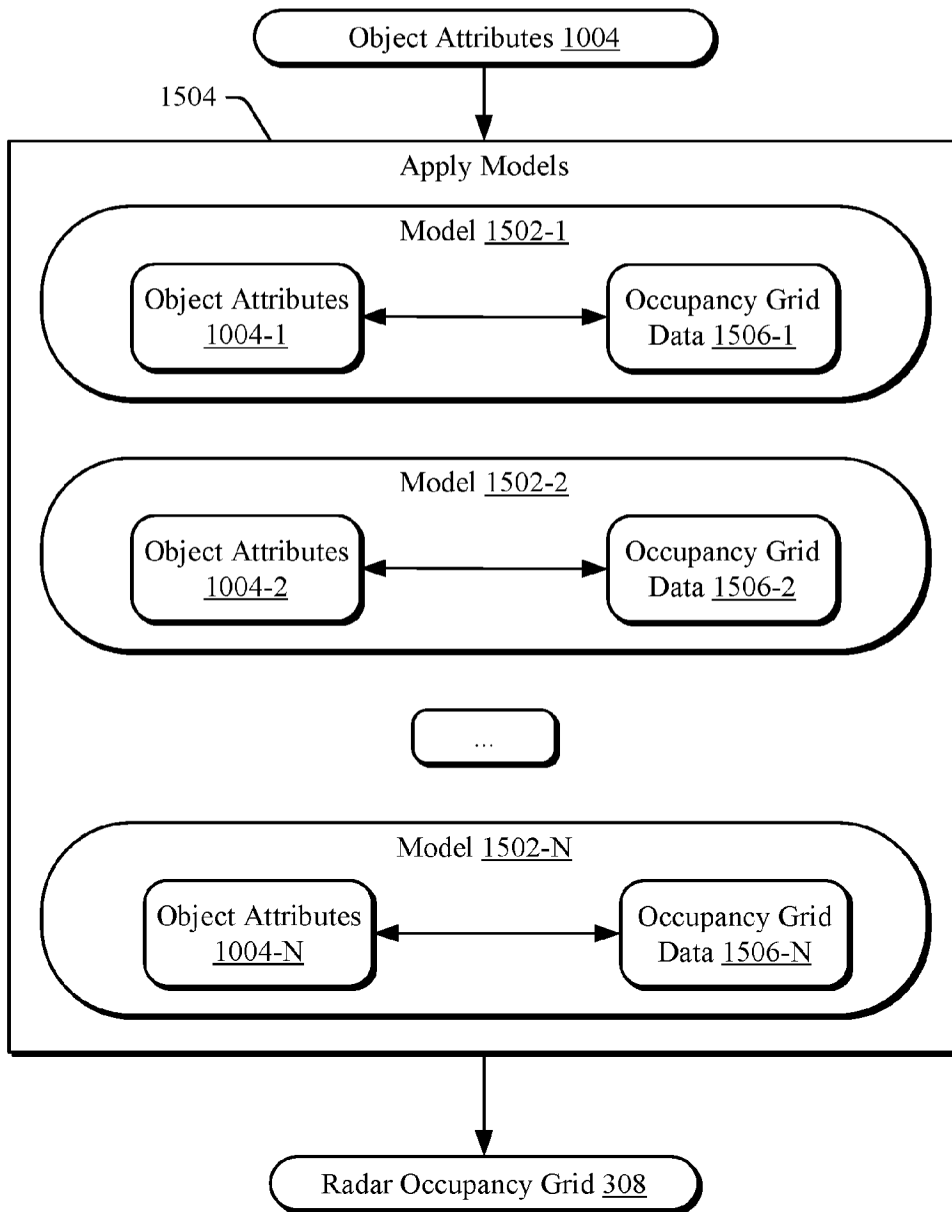 Object Attributes 1004
1504
Apply Models
Model 1502-1
Object Attributes
1004-1
Occupancy Grid
Data 1506-1
Model 1502-2
Object Attributes
1004-2
Occupancy Grid
Data 1506-2
...
Model 1502-N
Object Attributes
1004-N
Occupancy Grid
Data 1506-N
Radar Occupancy Grid 308